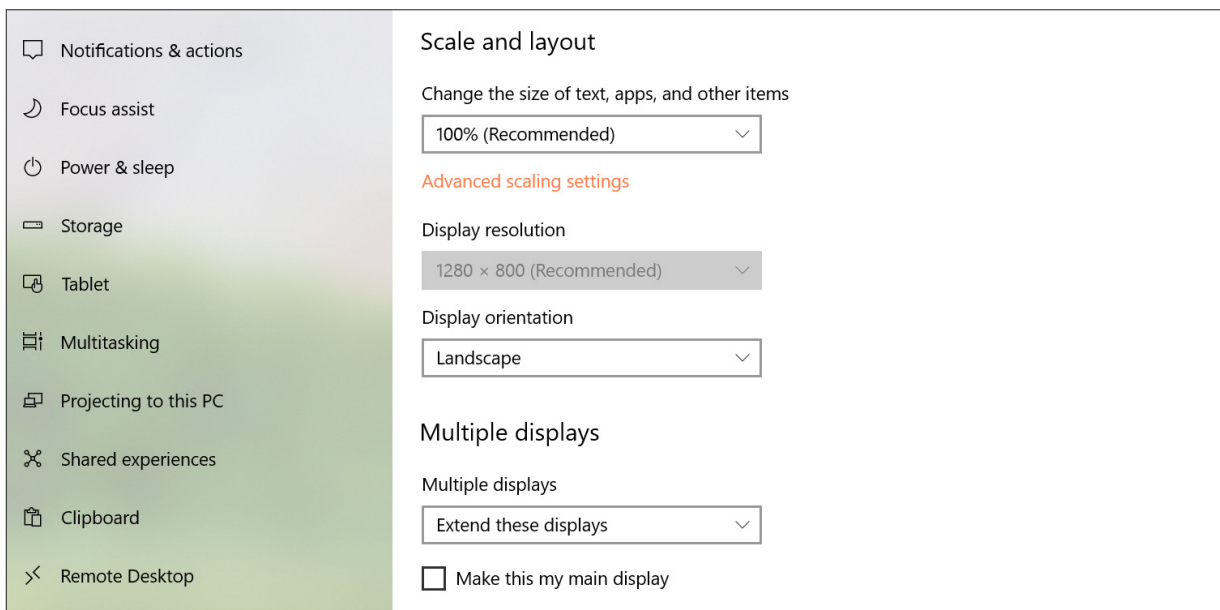 Notifications & actions
Focus assist
Power & sleep
Storage
Tablet
Multitasking
Projecting to this PC
Shared experiences
Clipboard
Remote Desktop
Scale and layout
Change the size of text, apps, and other items
100% (Recommended)
Advanced scaling settings
Display resolution
1280 × 800 (Recommended)
Display orientation
Landscape
Multiple displays
Multiple displays
Extend these displays
Make this my main display